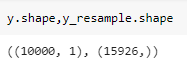 y.shape,y_resample.shape
((10000, 1), (15926,))